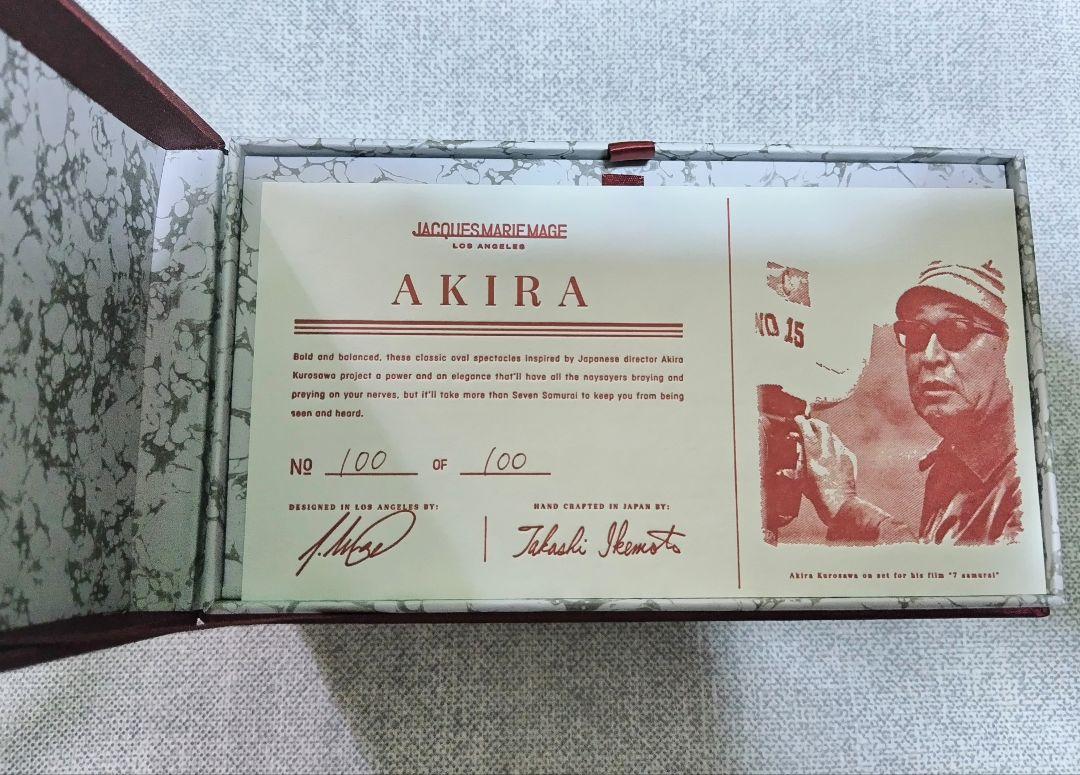 JACQUES MARIE MAGE
LOS ANGELES
AKIRA
Bold and balanced, these classic oval spectacles inspired by Japanese director Akira
Kurosawa project a power and an elegance that'll have all the naysayers braying and
preying on your nerves, but it'll take more than Seven Samurai to keep you from being
seen and heard.
Nº 100 OF 100
DESIGNED IN LOS ANGELES BY:
J. Mage
HAND CRAFTED IN JAPAN BY:
Takashi Ikemoto
NO. 15
Akira Kurosawa on set for his film "7 samurai"